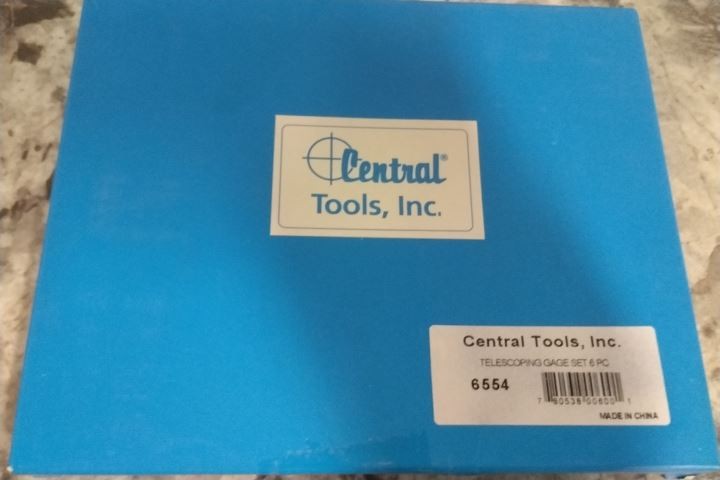 Central®
Tools, Inc.
Central Tools, Inc.
TELESCOPING GAGE SET 6 PC
6554
MADE IN CHINA